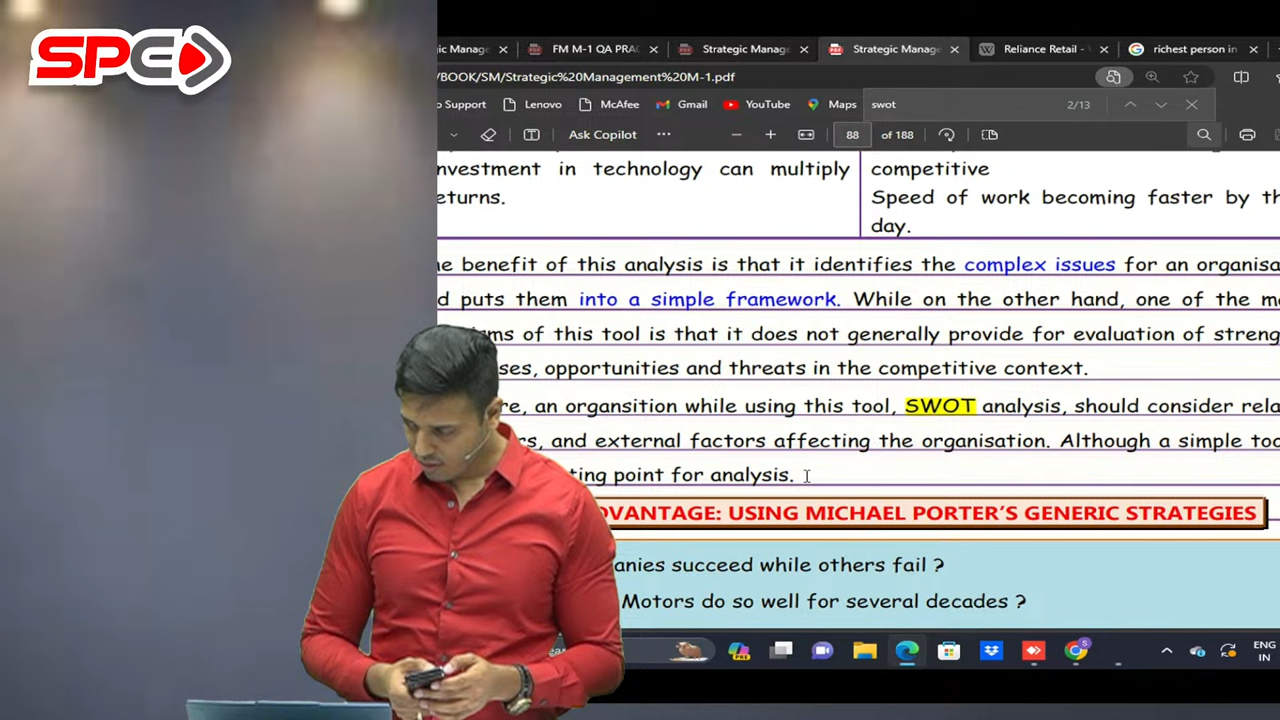 SPED
gic Manage
FM M-1 QA PRAC
Strategic Manage
Strategic Manage
Reliance Retail -
richest person in
/BOOK/SM/Strategic%20Management%20M-1.pdf
o Support
Lenovo
McAfee
Gmail
YouTube
Maps
swot
2/13
Ask Copilot
88
of 188
nvestment in technology can multiply
eturns.
competitive
Speed of work becoming faster by th
day.
he benefit of this analysis is that it identifies the complex issues for an organisa
d puts them into a simple framework. While on the other hand, one of the m
isms of this tool is that it does not generally provide for evaluation of streng
ses, opportunities and threats in the competitive context.
re, an organsition while using this tool, SWOT analysis, should consider rela
rs, and external factors affecting the organisation. Although a simple too
ting point for analysis.
DVANTAGE: USING MICHAEL PORTER'S GENERIC STRATEGIES
anies succeed while others fail ?
Motors do so well for several decades ?
PRE
ENG
IN